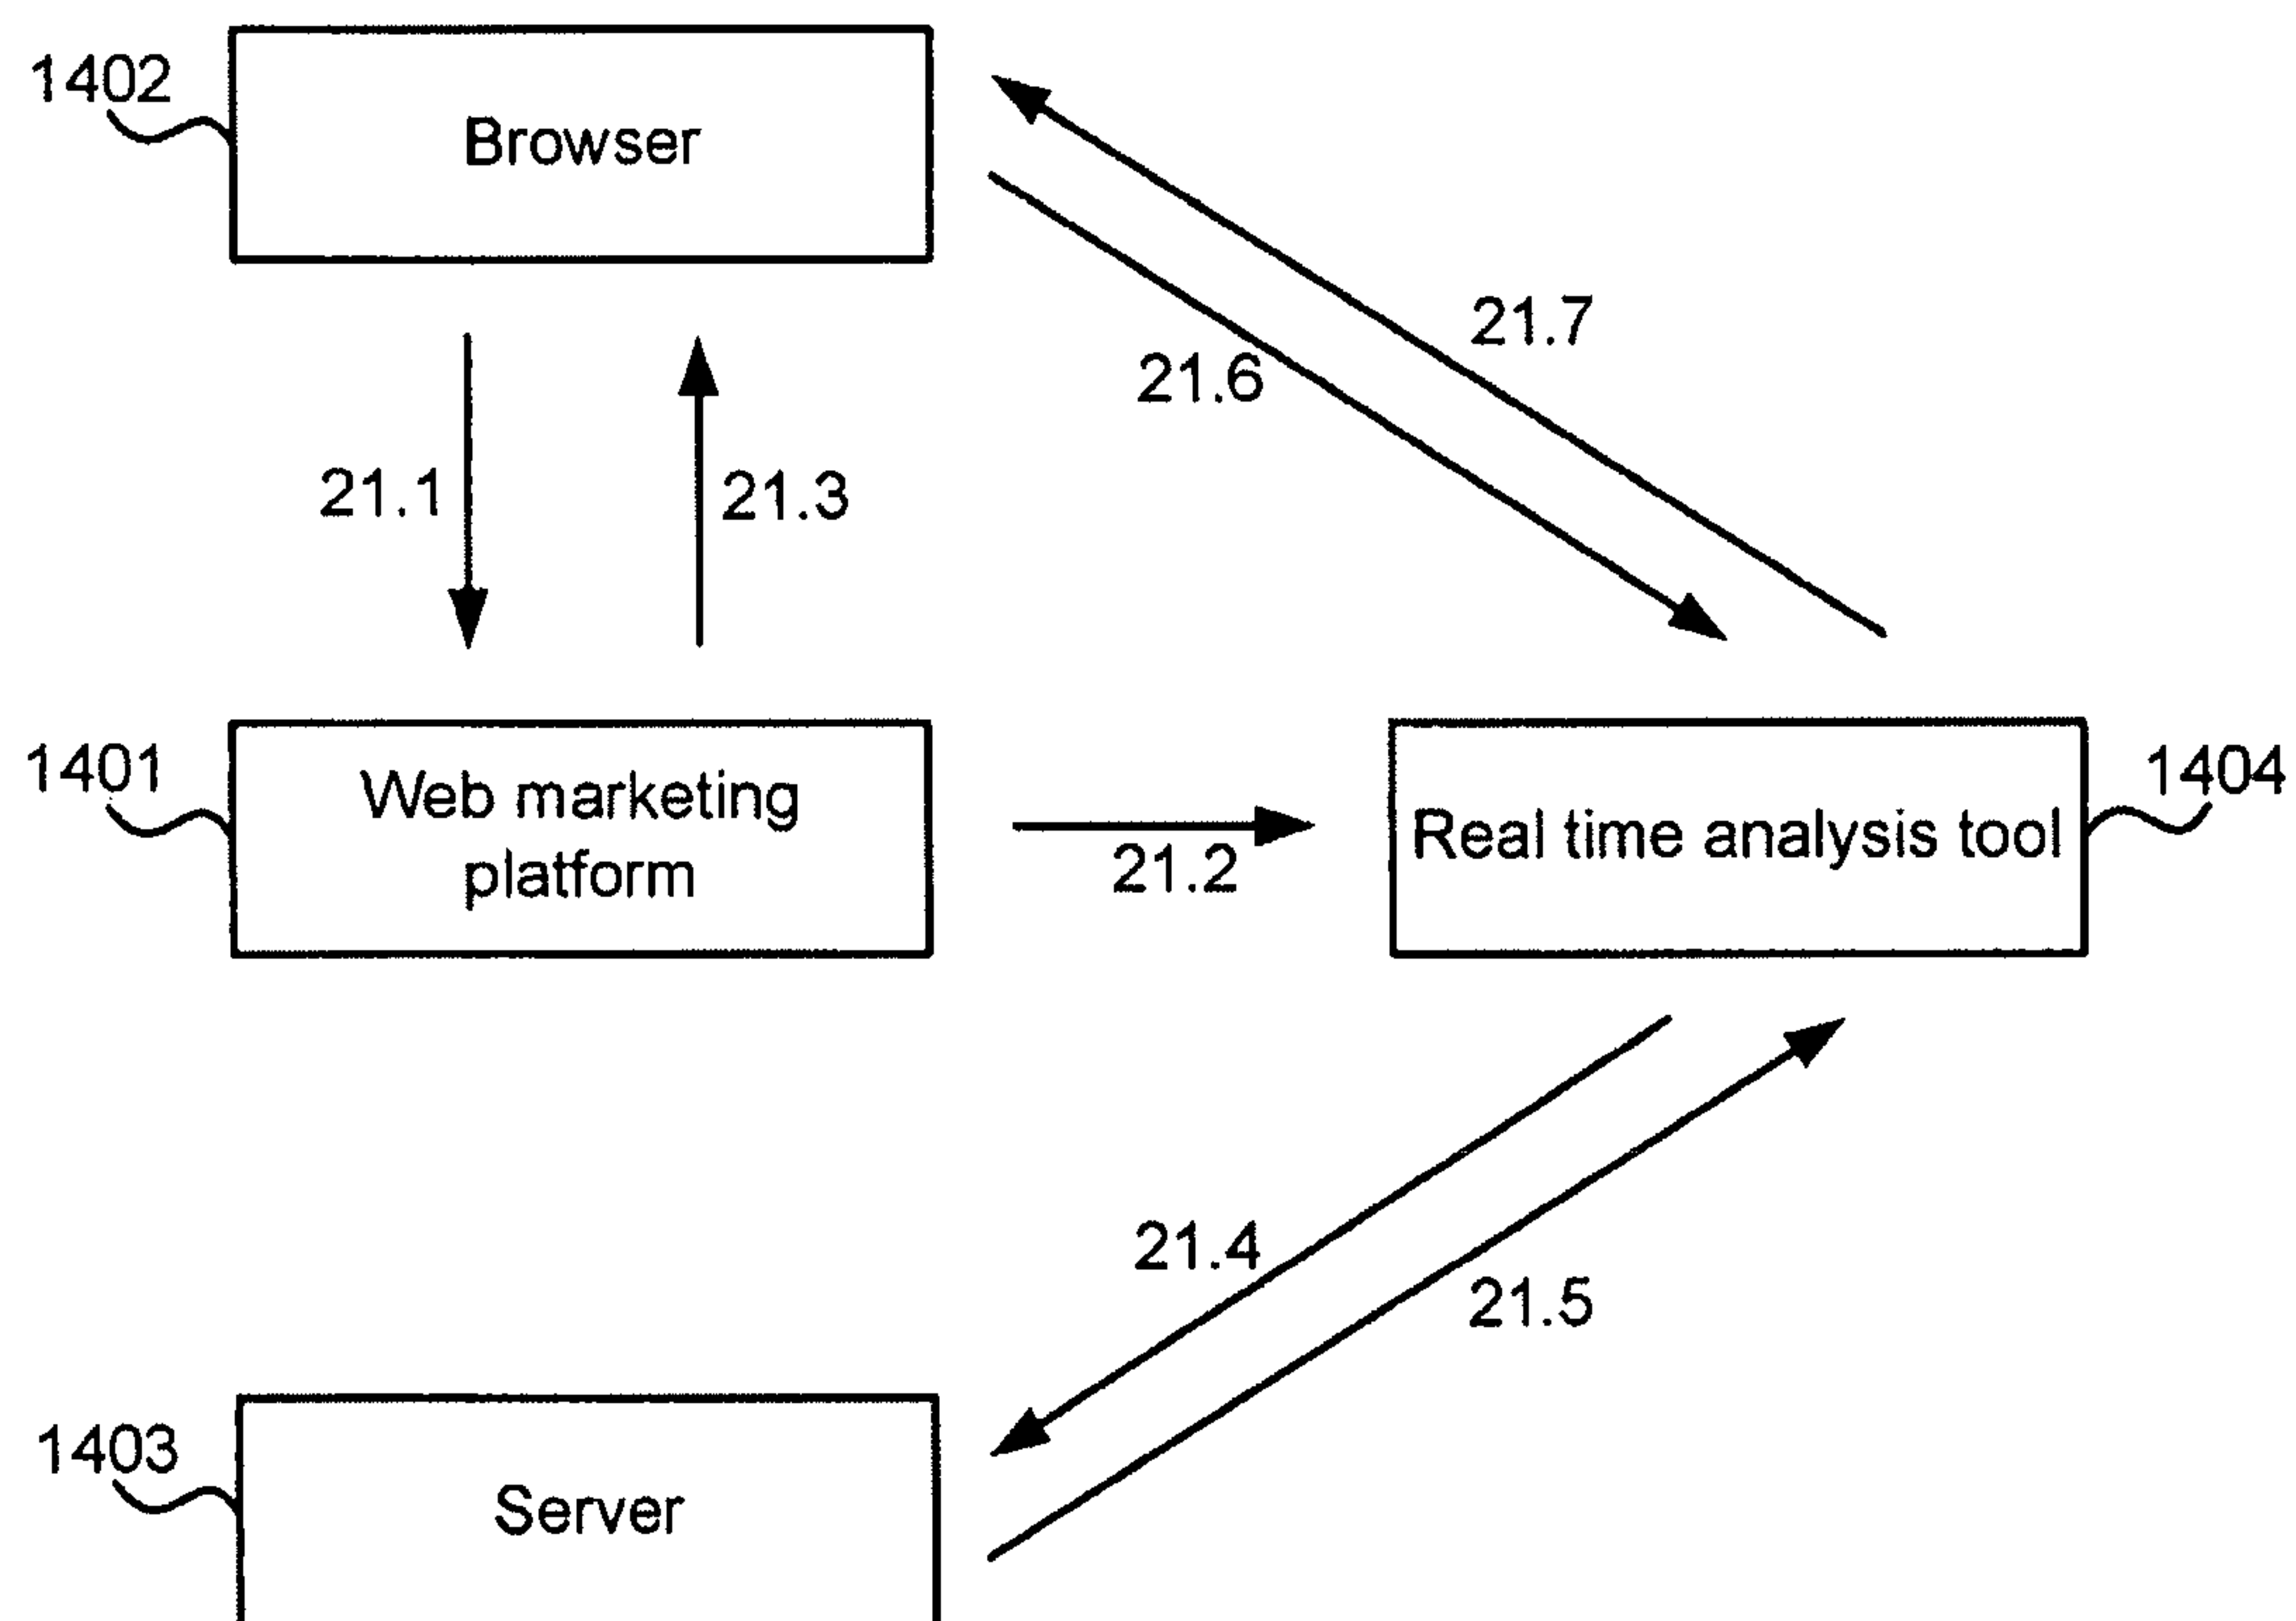 1402
Browser
21.7
21.6
21.1
21.3
1401
Web marketing
platform
21.2
Real time analysis tool
1404
21.4
21.5
1403
Server